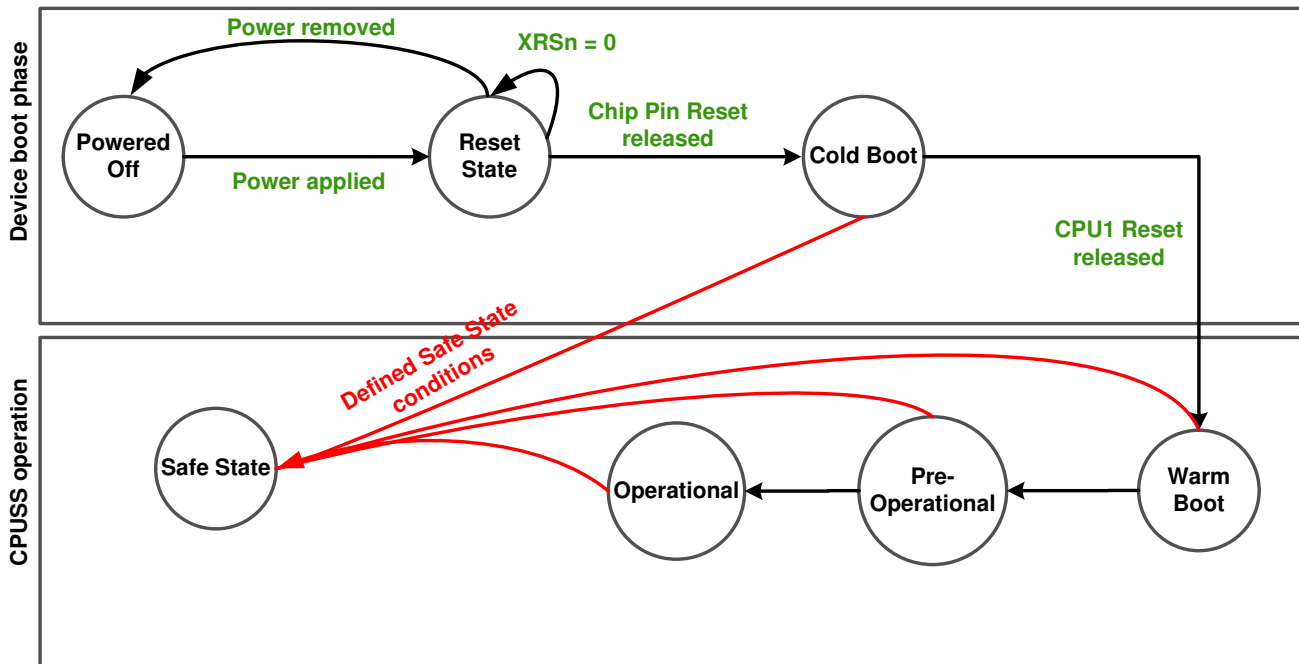 Device boot phase
Power removed
XRSn = 0
Powered
Off
Power applied
Reset
State
Chip Pin Reset
released
Cold Boot
CPU1 Reset
released
CPUSS operation
Defined Safe State
conditions
Safe State
Operational
Pre-
Operational
Warm
Boot